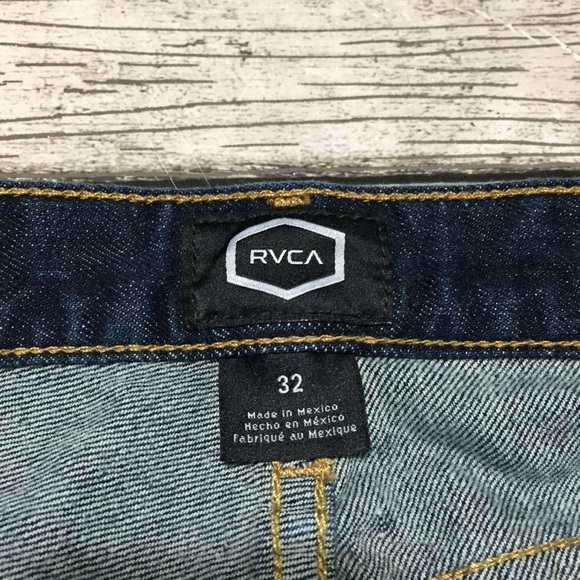 RVCA
32
Made in Mexico
Hecho en México
Fabriqué au Mexique